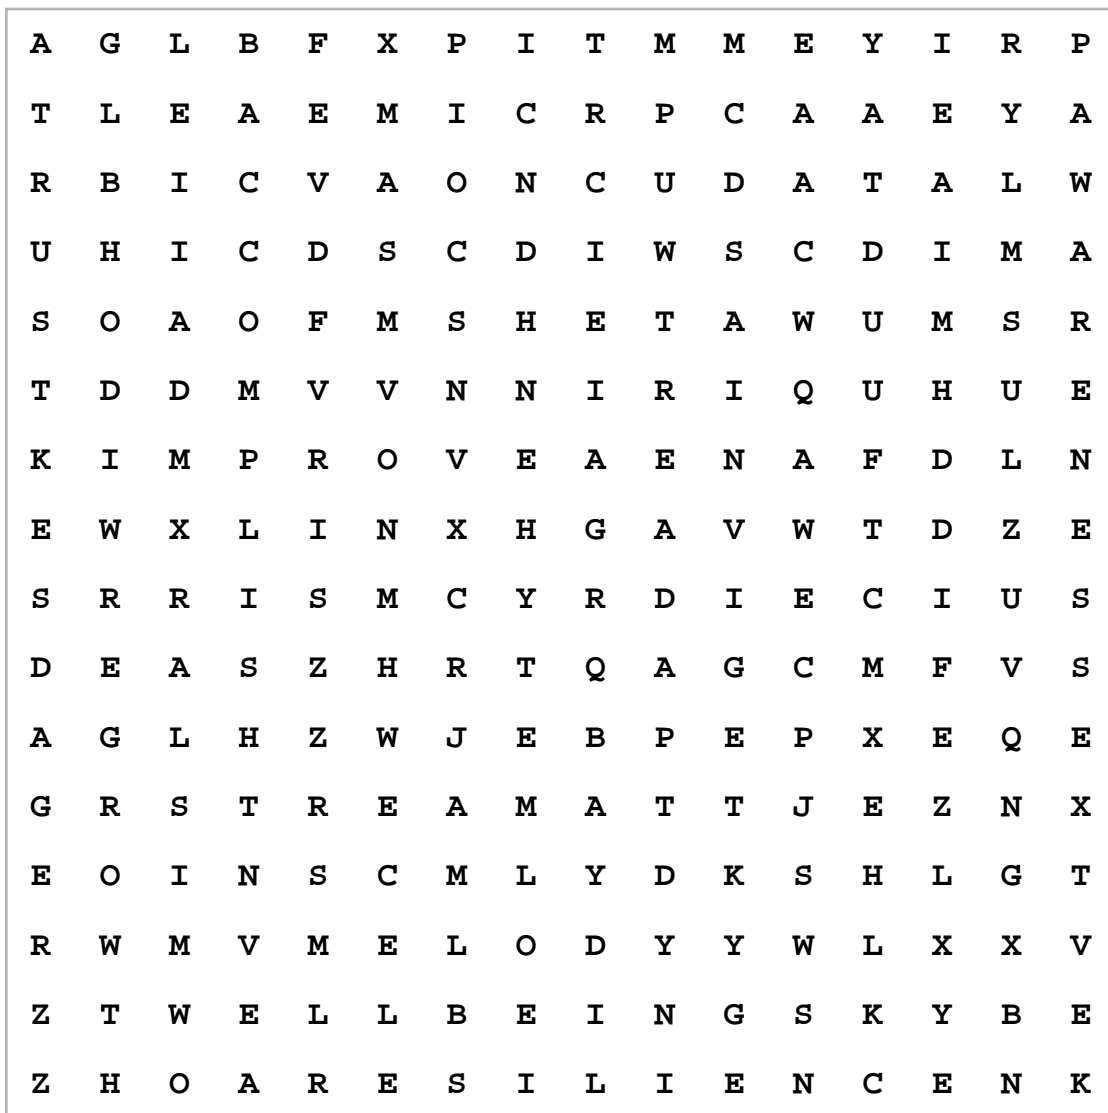 A G L B F X P I T M M E Y I R P
T L E A E M I C R P C A A E Y A
R B I C V A O N C U D A T A L W
U H I C D S C D I W S C D I M A
S O A O F M S H E T A W U M S R
T D D M V V N N I R I Q U H U E
K I M P R O V E A E N A F D L N
E W X L I N X H G A V W T D Z E
S R R I S M C Y R D I E C I U S
D E A S Z H R T Q A G C M F V S
A G L H Z W J E B P E P X E Q E
G R S T R E A M A T T J E Z N X
E O I N S C M L Y D K S H L G T
R W M V M E L O D Y Y W L X X V
Z T W E L L B E I N G S K Y B E
Z H O A R E S I L I E N C E N K